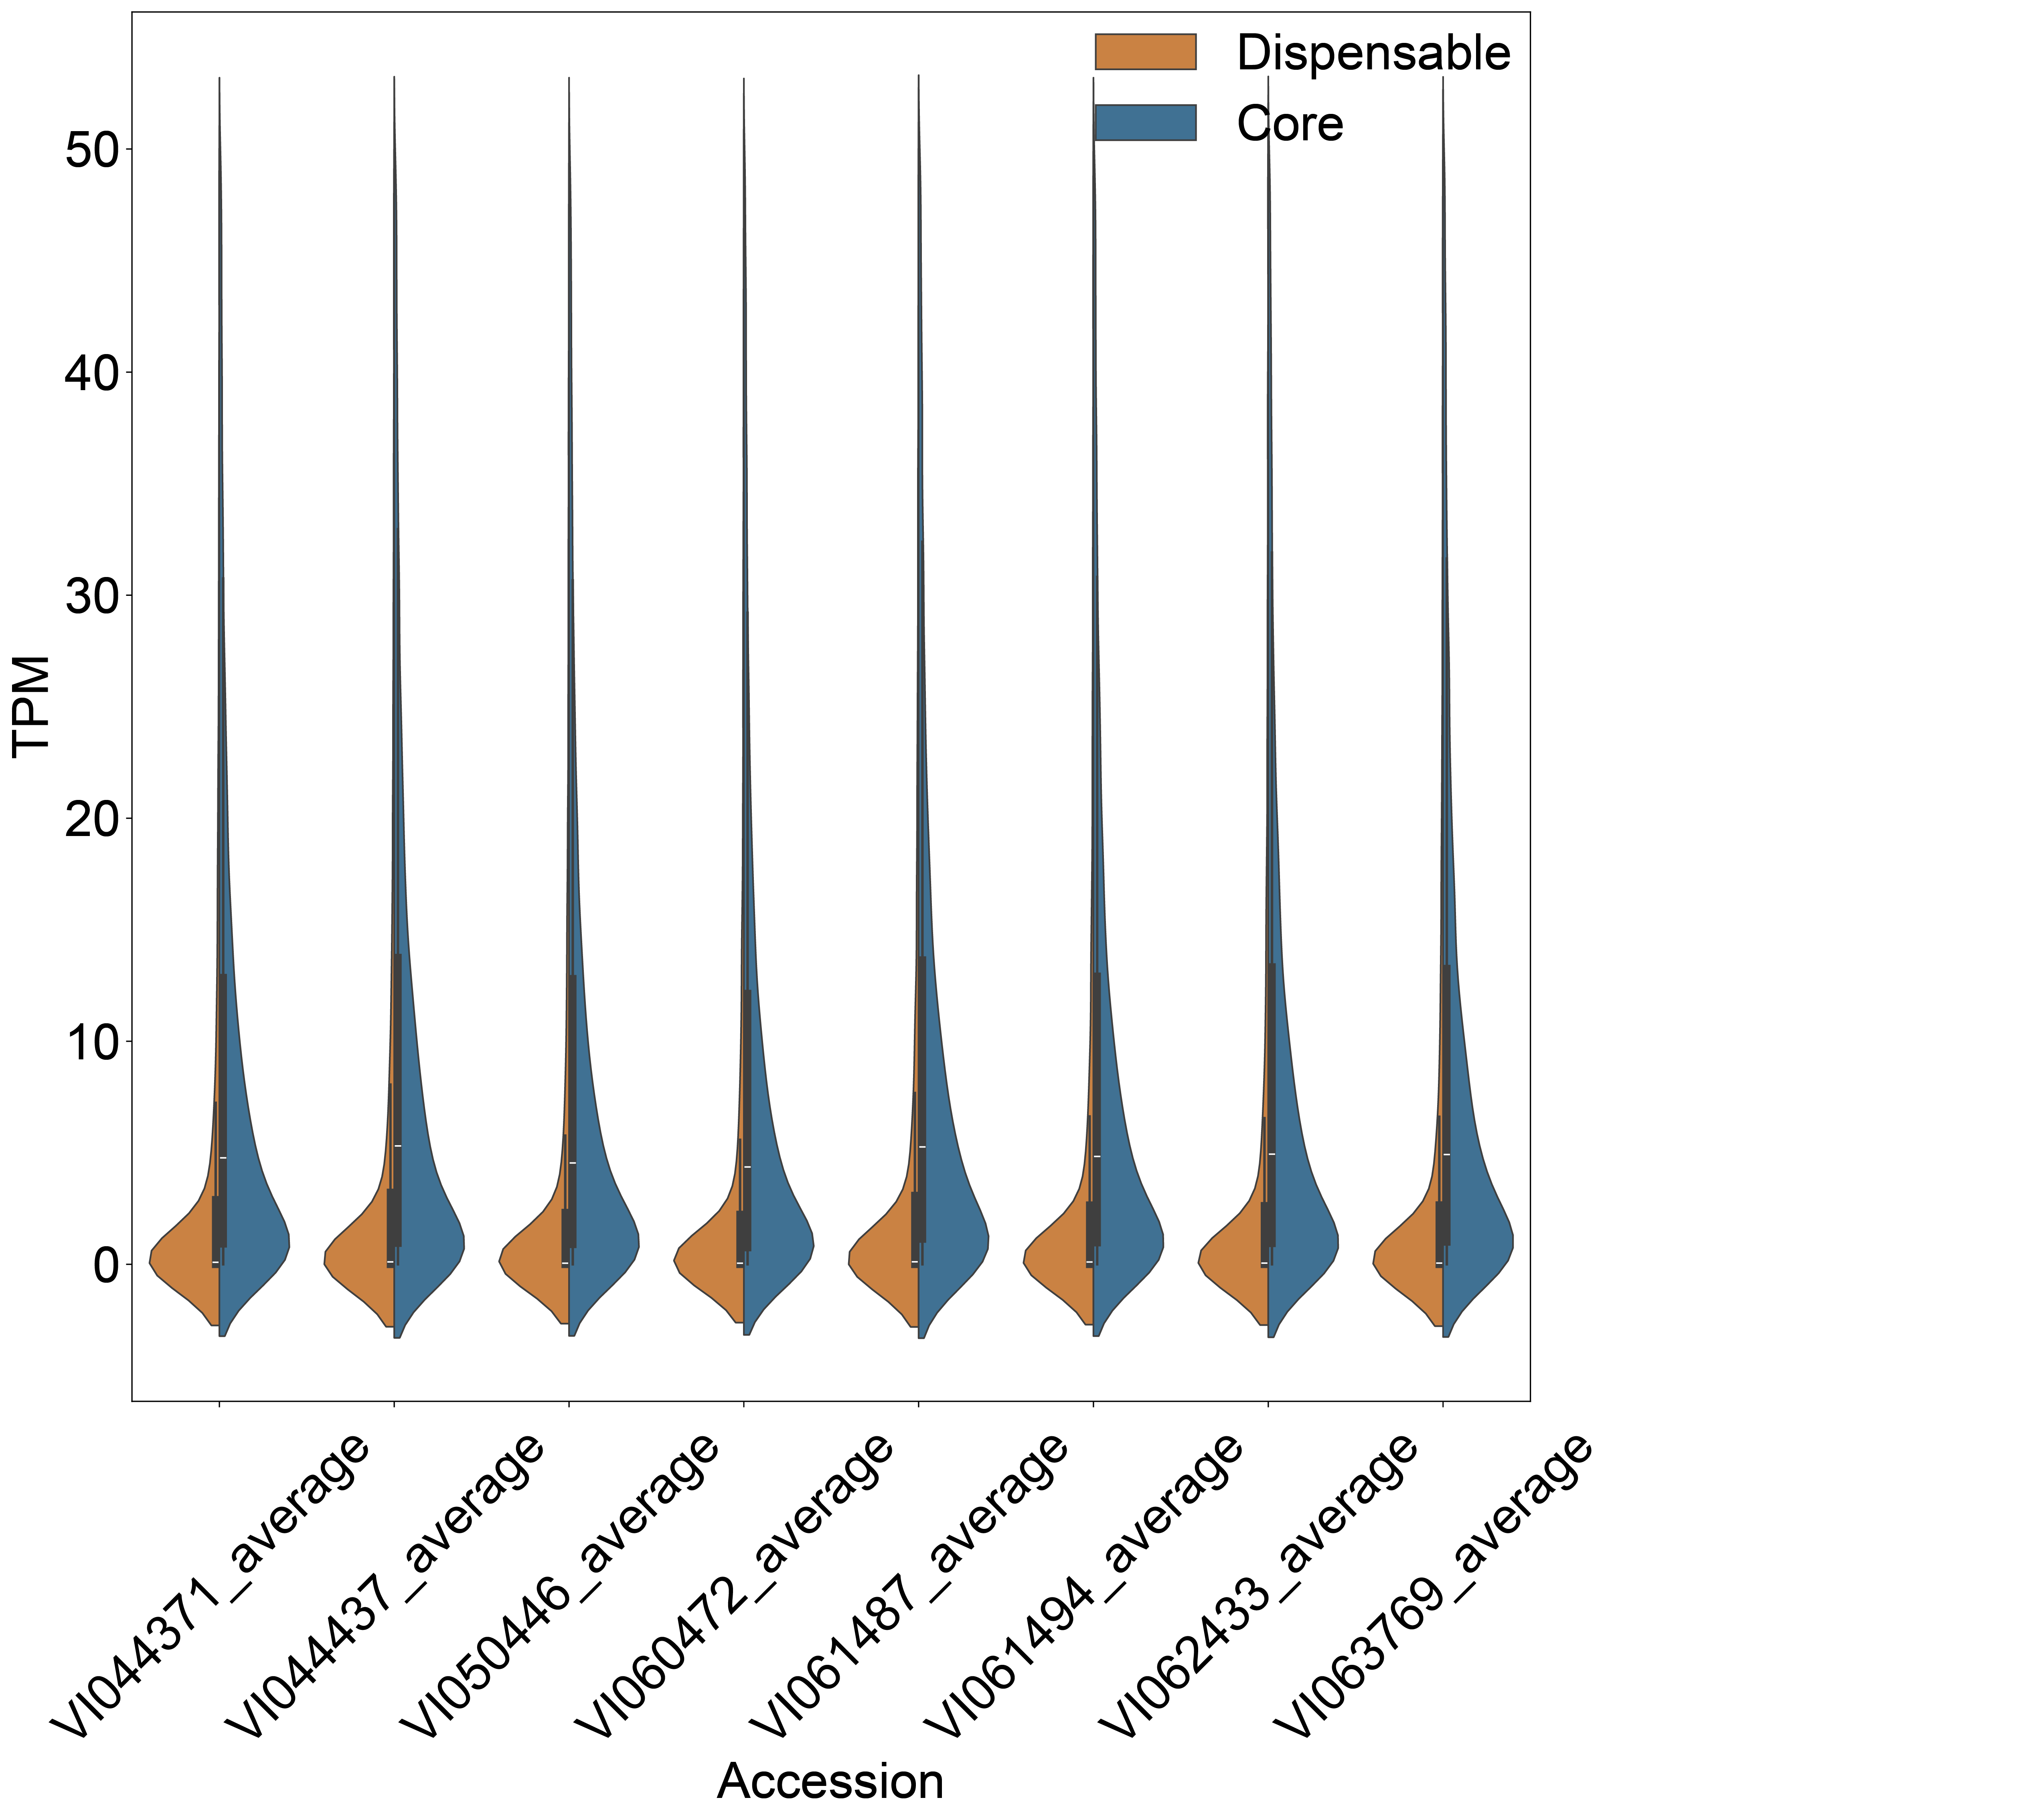 Dispensable
Core
TPM
50
40
30
20
10
0
VI044371_average
VI044437_average
VI050446_average
VI060472_average
VI061487_average
VI061494_average
VI062433_average
VI063769_average
Accession